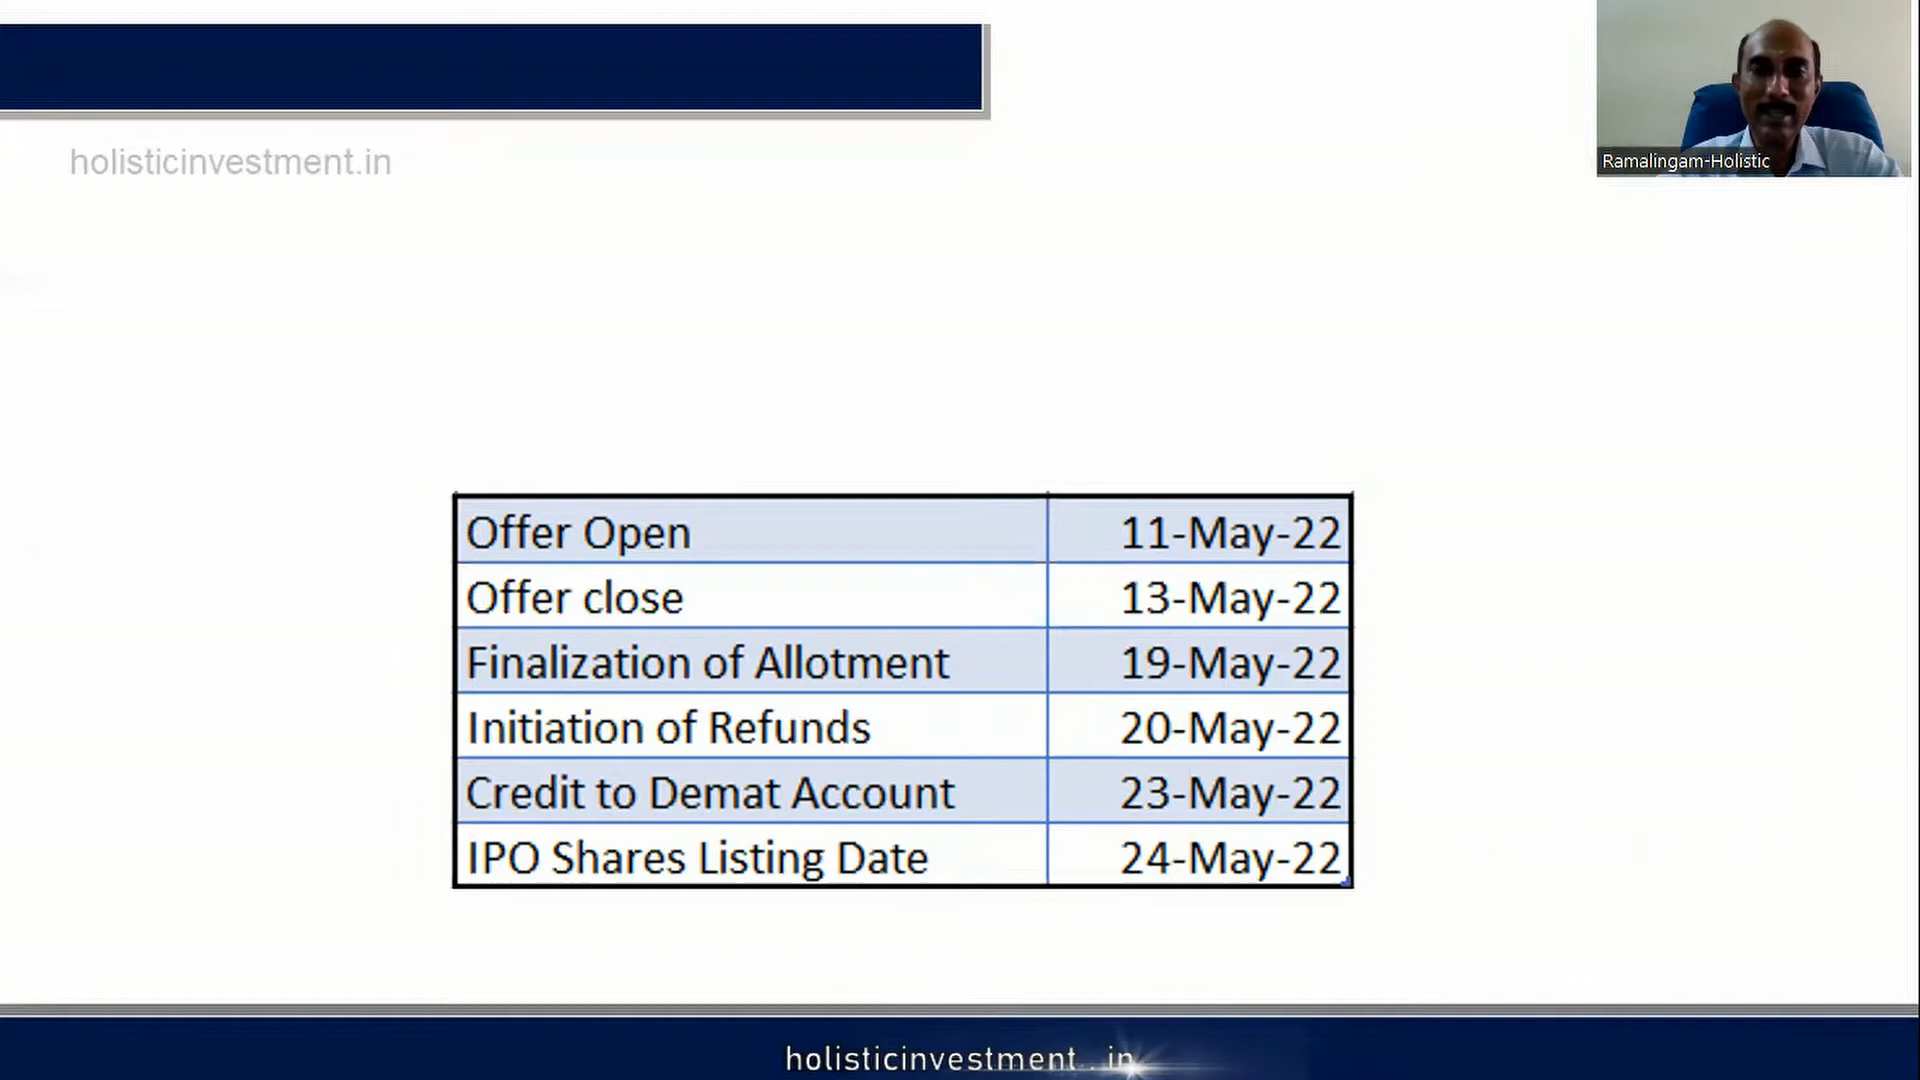 holisticinvestment.in
Ramalingam-Holistic
Offer Open 11-May-22
Offer close 13-May-22
Finalization of Allotment 19-May-22
Initiation of Refunds 20-May-22
Credit to Demat Account 23-May-22
IPO Shares Listing Date 24-May-22
holisticinvestment . in